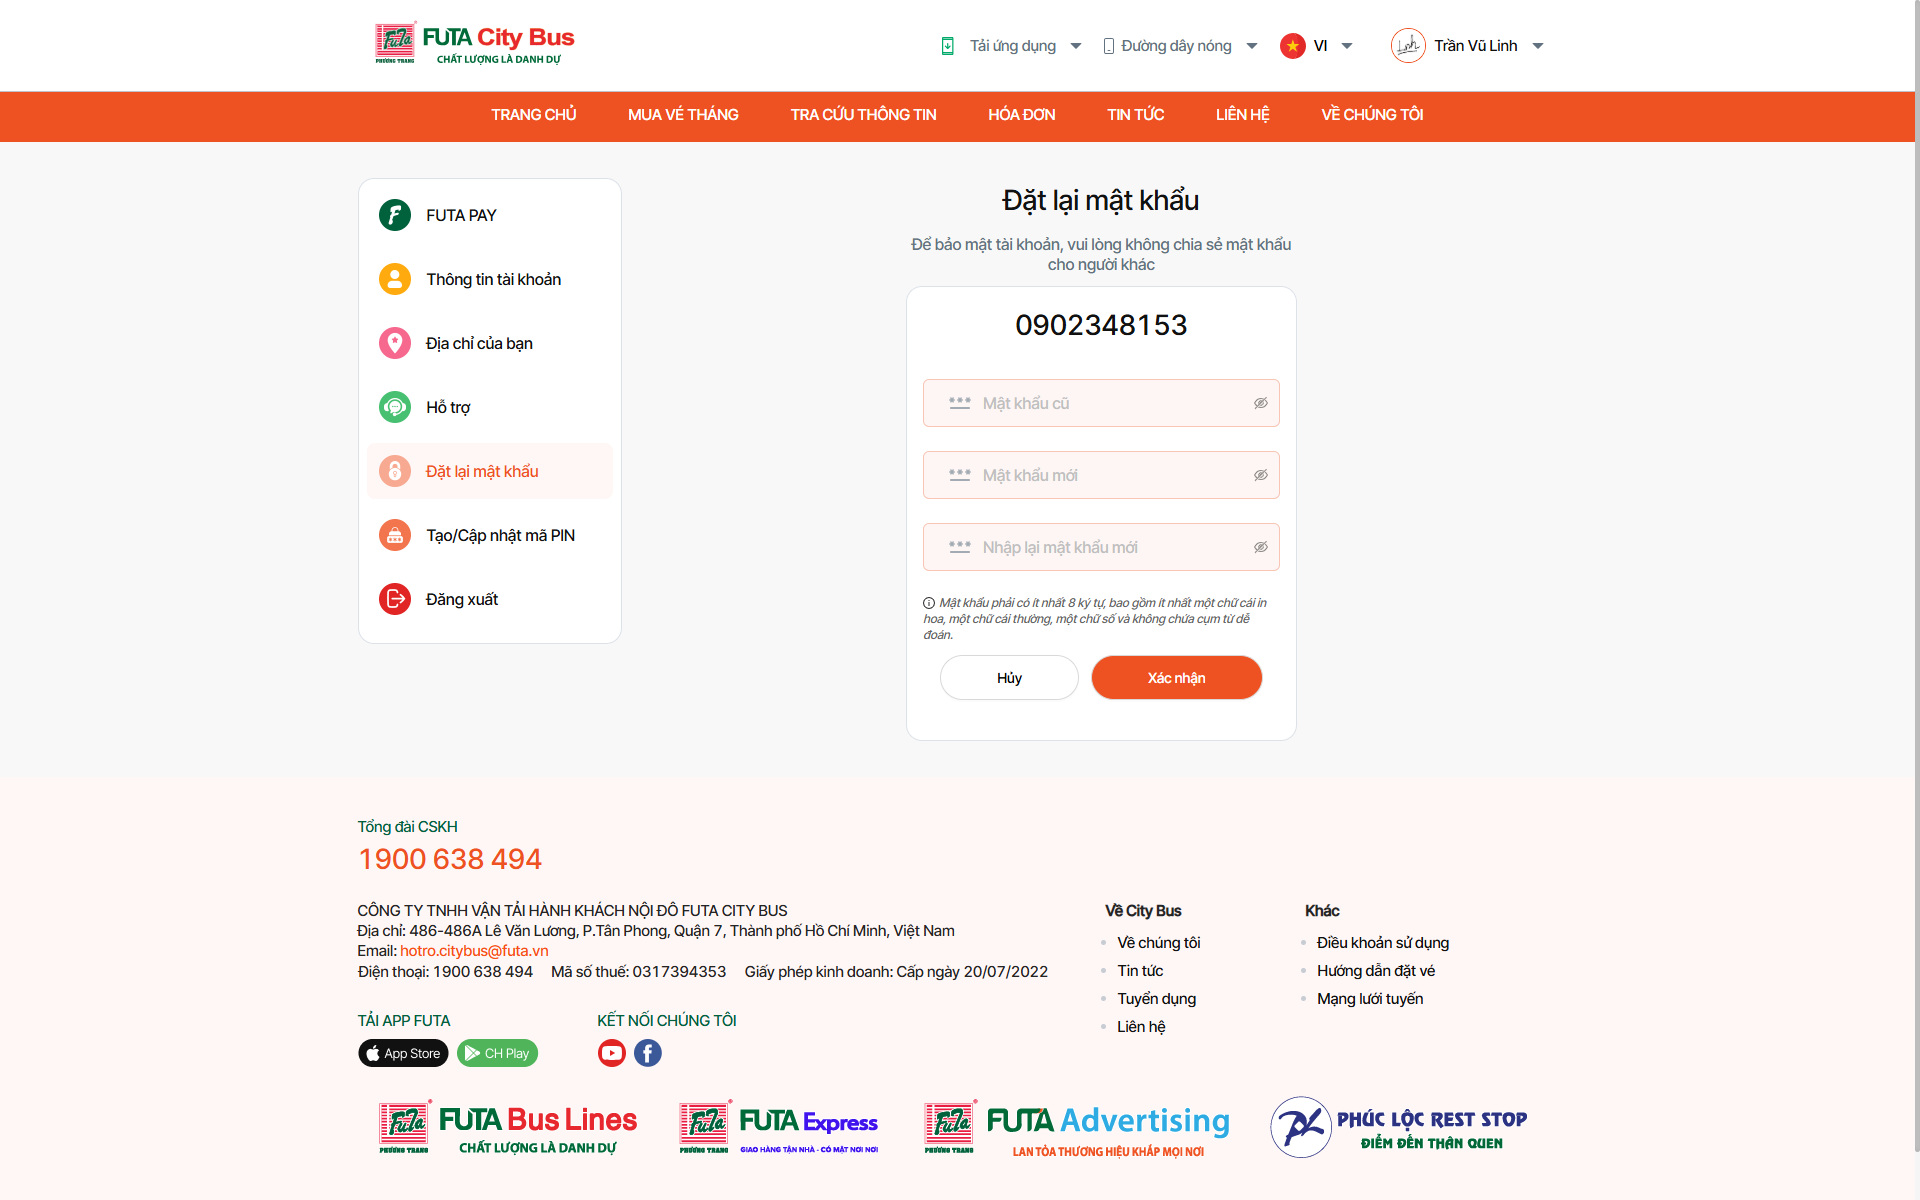 FUTA City Bus
CHẤT LƯỢNG LÀ DANH DỰ
PHƯƠNG TRANG
Tải ứng dụng
Đường dây nóng
VI
Trần Vũ Linh
TRANG CHỦ
MUA VÉ THÁNG
TRA CỨU THÔNG TIN
HÓA ĐƠN
TIN TỨC
LIÊN HỆ
VỀ CHÚNG TÔI
FUTA PAY
Thông tin tài khoản
Địa chỉ của bạn
Hỗ trợ
Đặt lại mật khẩu
Tạo/Cập nhật mã PIN
Đăng xuất
Đặt lại mật khẩu
Để bảo mật tài khoản, vui lòng không chia sẻ mật khẩu
cho người khác
0902348153
Mật khẩu cũ
Mật khẩu mới
Nhập lại mật khẩu mới
Mật khẩu phải có ít nhất 8 ký tự, bao gồm ít nhất một chữ cái in
hoa, một chữ cái thường, một chữ số và không chứa cụm từ dễ
đoán.
Hủy
Xác nhận
Tổng đài CSKH
1900 638 494
CÔNG TY TNHH VẬN TẢI HÀNH KHÁCH NỘI ĐÔ FUTA CITY BUS
Địa chỉ: 486-486A Lê Văn Lương, P.Tân Phong, Quận 7, Thành phố Hồ Chí Minh, Việt Nam
Email: hotro.citybus@futa.vn
Điện thoại: 1900 638 494 Mã số thuế: 0317394353 Giấy phép kinh doanh: Cấp ngày 20/07/2022
Về City Bus
Về chúng tôi
Tin tức
Tuyển dụng
Liên hệ
Khác
Điều khoản sử dụng
Hướng dẫn đặt vé
Mạng lưới tuyến
TẢI APP FUTA
App Store
CH Play
KẾT NỐI CHÚNG TÔI
FUTA Bus Lines
CHẤT LƯỢNG LÀ DANH DỰ
PHƯƠNG TRANG
FUTA Express
GIAO HÀNG TẬN NHÀ - CÓ MẶT NƠI NƠI
PHƯƠNG TRANG
FUTA Advertising
LAN TỎA THƯƠNG HIỆU KHẮP MỌI NƠI
PHƯƠNG TRANG
PHÚC LỘC REST STOP
ĐIỂM ĐẾN THÂN QUEN